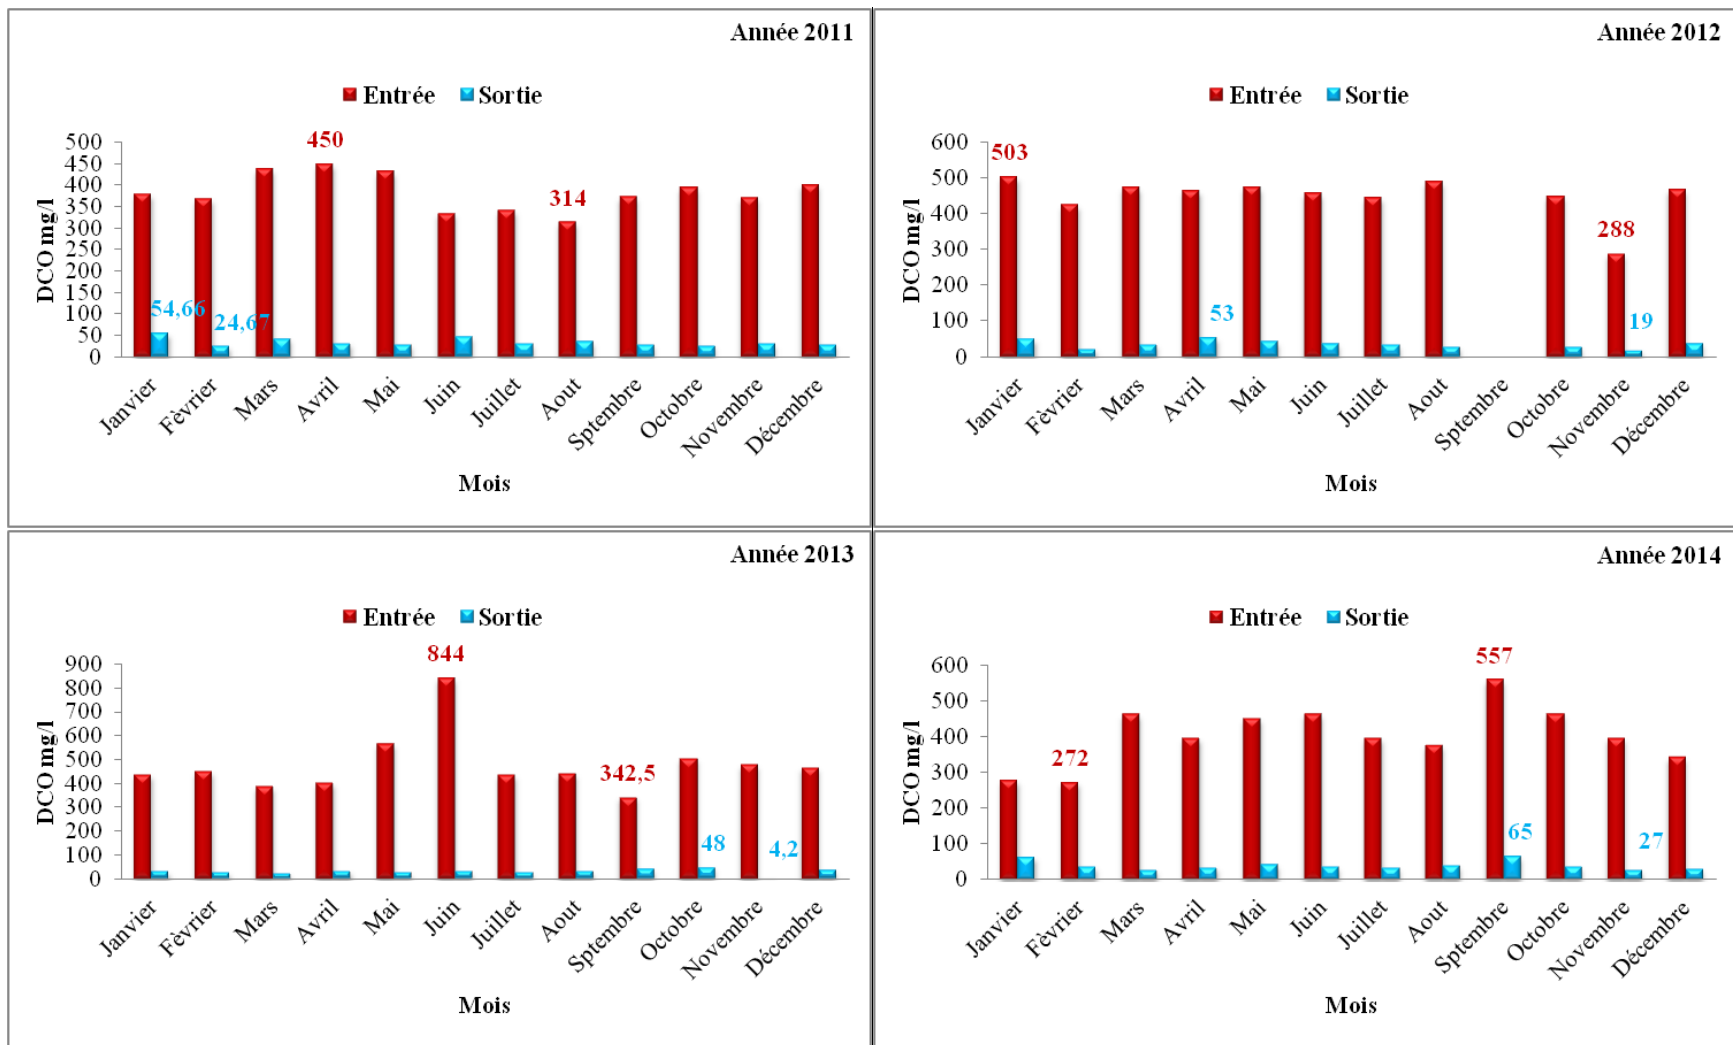 Année 2011
Entrée Sortie
DCO mg/l
500
450
400
350
300
250
200
150
100
50
0
450
314
54,66
24,67
Janvier
Fèvrier
Mars
Avril
Mai
Juin
Juillet
Aout
Sptembre
Octobre
Novembre
Décembre
Mois
Année 2012
Entrée Sortie
DCO mg/l
600
500
400
300
200
100
0
503
288
53
19
Janvier
Fèvrier
Mars
Avril
Mai
Juin
Juillet
Aout
Sptembre
Octobre
Novembre
Décembre
Mois
Année 2013
Entrée Sortie
DCO mg/l
900
800
700
600
500
400
300
200
100
0
844
342,5
48
4,2
Janvier
Fèvrier
Mars
Avril
Mai
Juin
Juillet
Aout
Sptembre
Octobre
Novembre
Décembre
Mois
Année 2014
Entrée Sortie
DCO mg/l
600
500
400
300
200
100
0
557
272
65
27
Janvier
Fèvrier
Mars
Avril
Mai
Juin
Juillet
Aout
Sptembre
Octobre
Novembre
Décembre
Mois